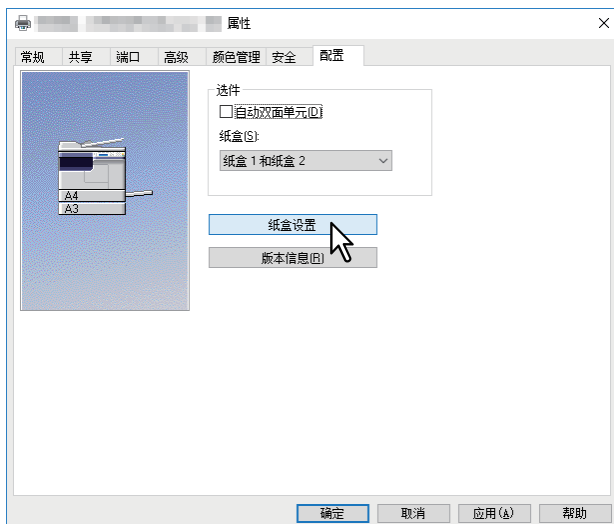 属性
常规 共享 端口 高级 颜色管理 安全 配置
选件
自动双面单元(D)
纸盒(S):
纸盒 1 和纸盒 2
A4
A3
纸盒设置
版本信息(R)
确定 取消 应用(A) 帮助